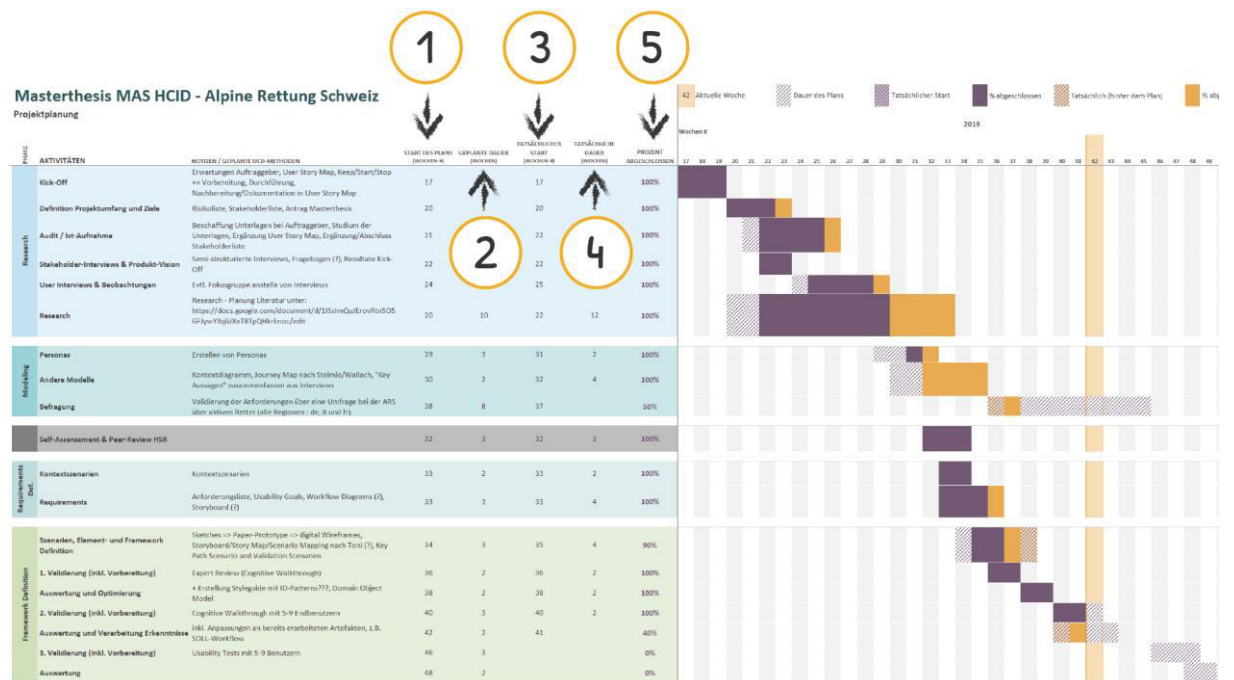 1
3
5
Masterthesis MAS HCID - Alpine Rettung Schweiz
Projektplanung
42 Aktuelle Woche
Dauer des Plans
Tatsächlicher Start
% abgeschlossen
Tatsächlich (hinter dem Plan)
% abg
2019
Wochen #
PHASE
AKTIVITÄTEN
NOTIZEN / GEPLANTE UCD-METHODEN
START DES PLANS (WOCHEN-#)
GEPLANTE DAUER (WOCHEN)
TATSÄCHLICHER START (WOCHEN-#)
TATSÄCHLICHE DAUER (WOCHEN)
PROZENT ABGESCHLOSSEN
17 18 19 20 21 22 23 24 25 26 27 28 29 30 31 32 33 34 35 36 37 38 39 40 41 42 43 44 45 46 47 48 49
Research
Kick-Off
Erwartungen Auftraggeber, User Story Map, Keep/Start/Stop
=> Vorbereitung, Durchführung,
Nachbereitung/Dokumentation in User Story Map
17 17 100%
Definition Projektumfang und Ziele
Risikoliste, Stakeholderliste, Antrag Masterthesis
20 20 100%
2
4
Audit / Ist-Aufnahme
Beschaffung Unterlagen bei Auftraggeber, Studium der
Unterlagen, Ergänzung User Story Map, Ergänzung/Abschluss
Stakeholderliste
21 22 100%
Stakeholder-Interviews & Produkt-Vision
Semi-strukturierte Interviews, Fragebogen (?), Resultate Kick-
Off
22 22 100%
User Interviews & Beobachtungen
Evtl. Fokusgruppe anstelle von Interviews
24 25 100%
Research
Research - Planung Literatur unter:
20 10 22 12 100%
Modeling
Personas
Erstellen von Personas
29 3 31 2 100%
Andere Modelle
Kontextdiagramm, Journey Map nach Steimle/Wallach, "Key
Aussagen" zusammenfassen aus Interviews
30 2 32 4 100%
Befragung
Validierung der Anforderungen über eine Umfrage bei der ARS
über aktiven Retter (alle Regionen - de, it und fr).
38 8 37 50%
Self-Assessment & Peer-Review HSR
32 3 32 3 100%
Requirements Def.
Kontextszenarien
Kontextszenarien
33 2 33 2 100%
Requirements
Anforderungsliste, Usability Goals, Workflow Diagrams (?),
Storyboard (?)
33 3 33 4 100%
Framework Definition
Szenarien, Element- und Framework
Definition
Sketches => Paper-Prototype => digital Wireframes,
Storyboard/Story Map/Scenario Mapping nach Toni (?), Key
Path Scenario und Validation Scenarien
34 3 35 4 90%
1. Validierung (inkl. Vorbereitung)
Expert Review (Cognitive Walkthrough)
36 2 36 2 100%
Auswertung und Optimierung
+ Erstellung Styleguide mit ID-Patterns???, Domain Object
Model
38 2 38 2 100%
2. Validierung (inkl. Vorbereitung)
Cognitive Walkthrough mit 5-9 Endbenutzern
40 3 40 2 100%
Auswertung und Verarbeitung Erkenntnisse
inkl. Anpassungen an bereits erarbeiteten Artefakten, z.B.
SOLL-Workflow
42 2 41 40%
3. Validierung (inkl. Vorbereitung)
Usability Tests mit 5-9 Benutzern
46 3 0%
Auswertung
48 2 0%